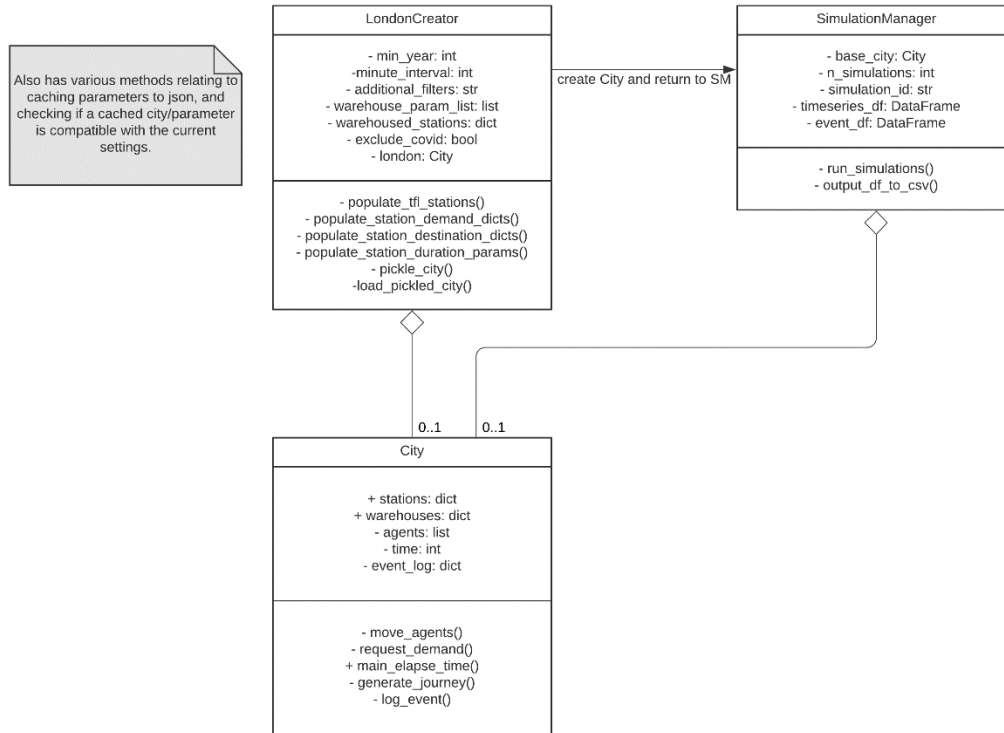 Also has various methods relating to
caching parameters to json, and
checking if a cached city/parameter
is compatible with the current
settings.
LondonCreator
- min_year: int
-minute_interval: int
- additional_filters: str
- warehouse_param_list: list
- warehoused_stations: dict
- exclude_covid: bool
- london: City
- populate_tfl_stations()
- populate_station_demand_dicts()
- populate_station_destination_dicts()
- populate_station_duration_params()
- pickle_city()
-load_pickled_city()
create City and return to SM
SimulationManager
- base_city: City
- n_simulations: int
- simulation_id: str
- timeseries_df: DataFrame
- event_df: DataFrame
- run_simulations()
- output_df_to_csv()
0..1
0..1
City
+ stations: dict
+ warehouses: dict
- agents: list
- time: int
- event_log: dict
- move_agents()
- request_demand()
+ main_elapse_time()
- generate_journey()
- log_event()